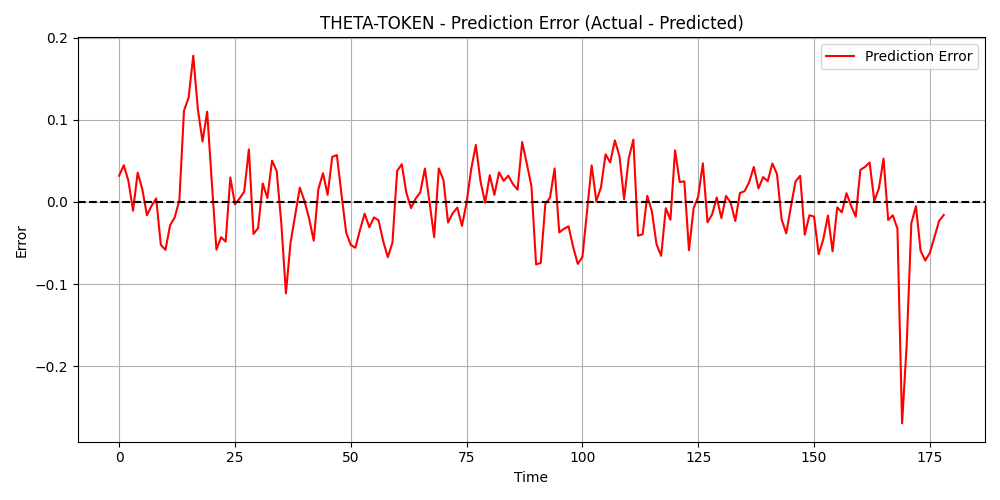 THETA-TOKEN - Prediction Error (Actual - Predicted)
Prediction Error
Error
0.2
0.1
0.0
−0.1
−0.2
0 25 50 75 100 125 150 175
Time